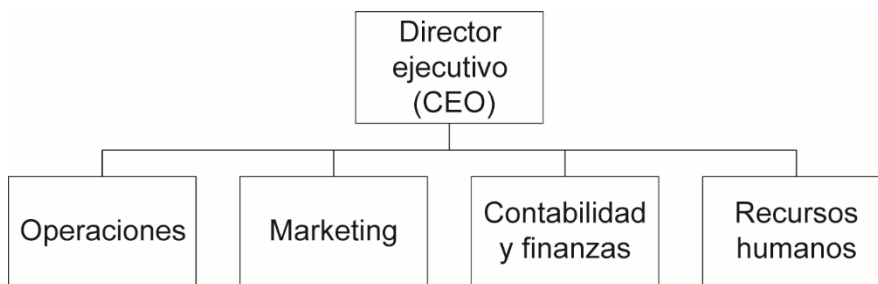 Director
ejecutivo
(CEO)
Operaciones
Marketing
Contabilidad
y finanzas
Recursos
humanos